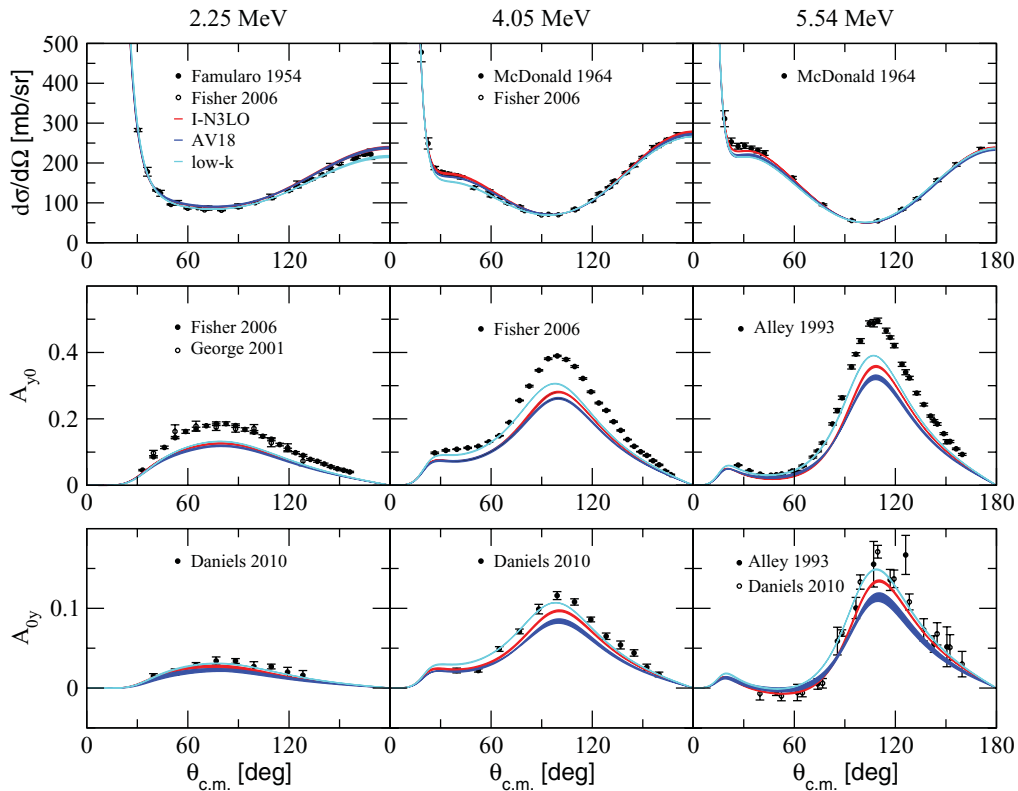 2.25 MeV 4.05 MeV 5.54 MeV
500
400
300
200
100
0
dσ/dΩ [mb/sr]
Famularo 1954
Fisher 2006
I-N3LO
AV18
low-k
McDonald 1964
Fisher 2006
McDonald 1964
0 60 120 0 60 120 0 60 120 180
0.4
0.2
0
A_y0
Fisher 2006
George 2001
Fisher 2006
Alley 1993
0 60 120 0 60 120 0 60 120 180
0.1
0
A_0y
Daniels 2010
Daniels 2010
Alley 1993
Daniels 2010
0 60 120 0 60 120 0 60 120 180
θ_c.m. [deg] θ_c.m. [deg] θ_c.m. [deg]